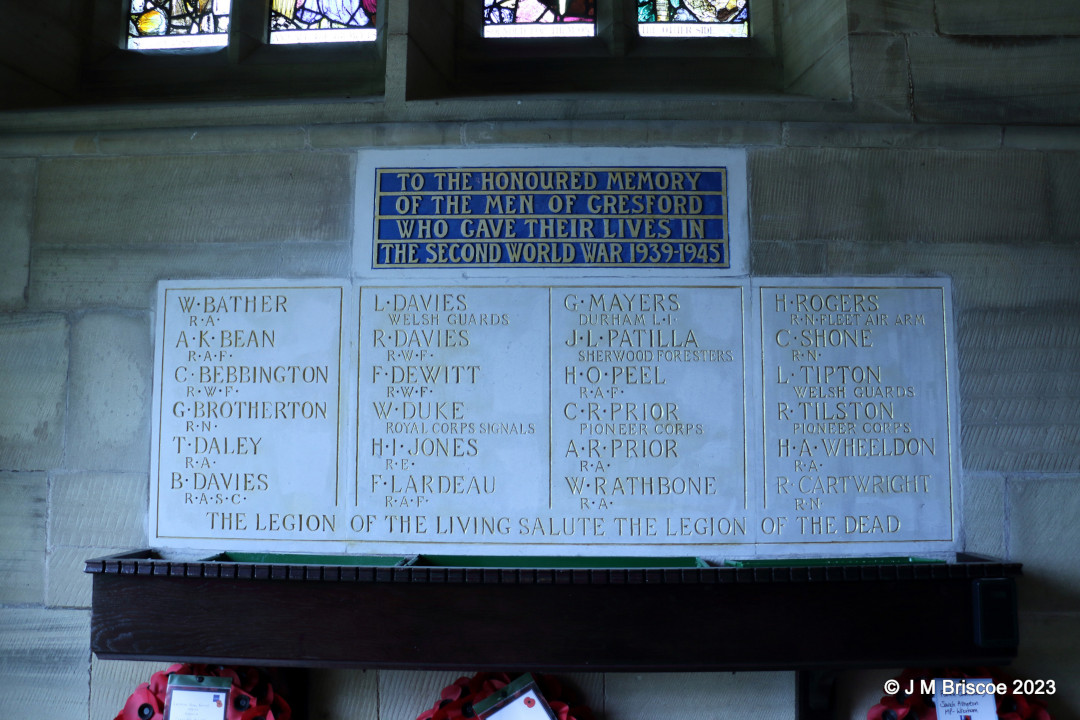 TO THE HONOURED MEMORY
OF THE MEN OF GRESFORD
WHO GAVE THEIR LIVES IN
THE SECOND WORLD WAR 1939-1945
W·BATHER
R·A·
A·K·BEAN
R·A·F·
C·BEBBINGTON
R·W·F·
G·BROTHERTON
R·N·
T·DALEY
R·A·
B·DAVIES
R·A·S·C·
L·DAVIES
WELSH GUARDS
R·DAVIES
R·W·F·
F·DEWITT
R·W·F·
W·DUKE
ROYAL CORPS SIGNALS
H·I·JONES
R·E·
F·LARDEAU
R·A·F·
G·MAYERS
DURHAM L·I·
J·L·PATILLA
SHERWOOD FORESTERS
H·O·PEEL
R·A·F·
C·R·PRIOR
PIONEER CORPS
A·R·PRIOR
R·A·
W·RATHBONE
R·A·
H·ROGERS
R·N·FLEET AIR ARM
C·SHONE
R·N·
L·TIPTON
WELSH GUARDS
R·TILSTON
PIONEER CORPS
H·A·WHEELDON
R·A·
R·CARTWRIGHT
R·N·
THE LEGION OF THE LIVING SALUTE THE LEGION OF THE DEAD
© J M Briscoe 2023